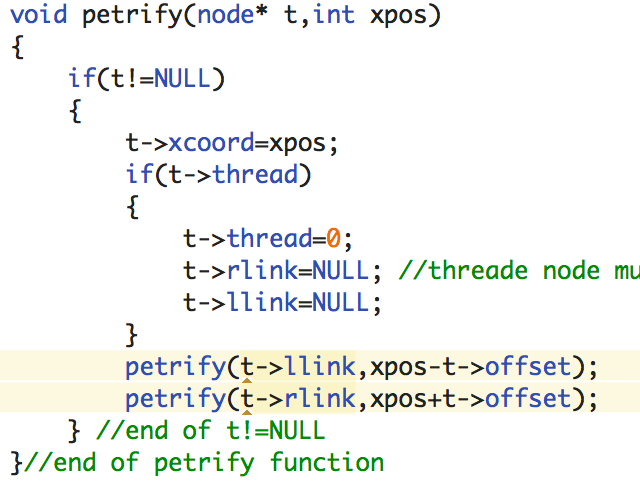 void petrify(node* t,int xpos)
{
if(t!=NULL)
{
t->xcoord=xpos;
if(t->thread)
{
t->thread=0;
t->rlink=NULL; //threade node mu
t->llink=NULL;
}
petrify(t->llink,xpos-t->offset);
petrify(t->rlink,xpos+t->offset);
} //end of t!=NULL
}//end of petrify function